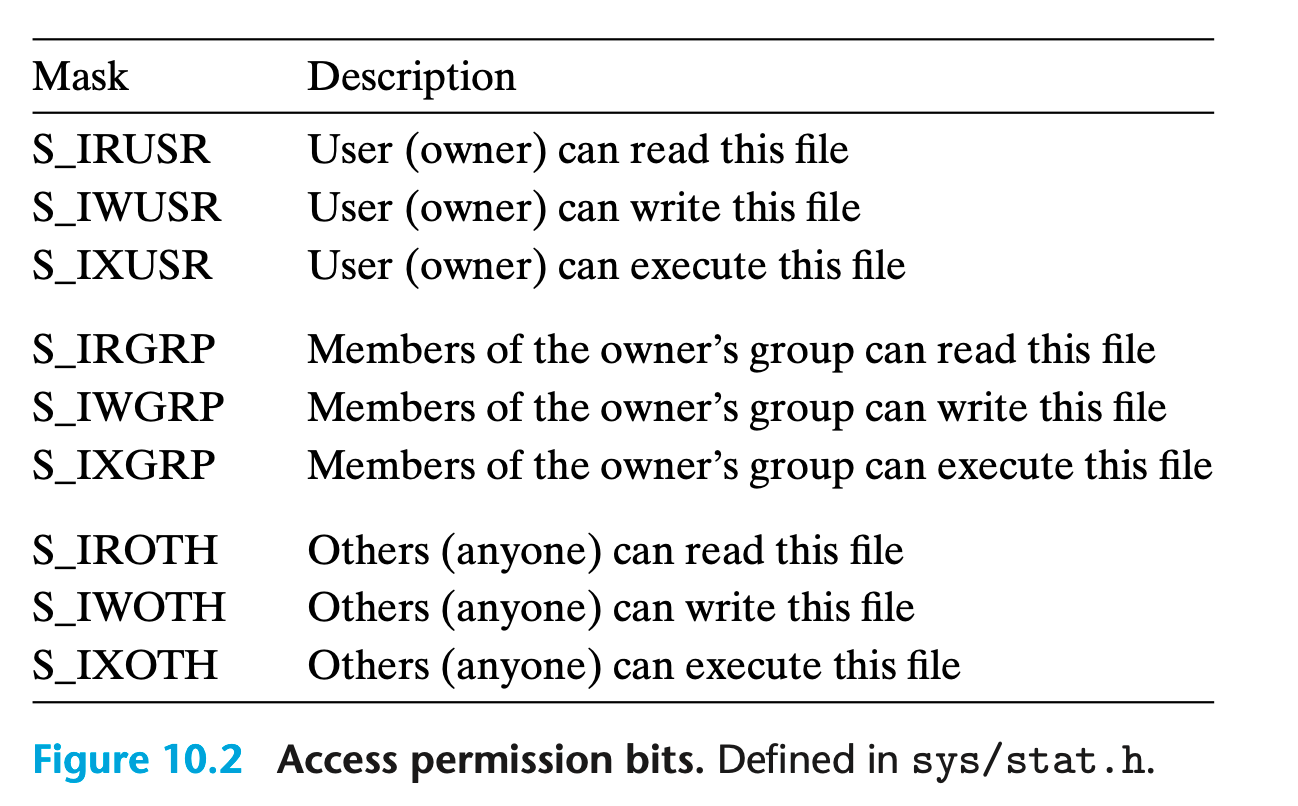 Mask Description
S_IRUSR User (owner) can read this file
S_IWUSR User (owner) can write this file
S_IXUSR User (owner) can execute this file
S_IRGRP Members of the owner’s group can read this file
S_IWGRP Members of the owner’s group can write this file
S_IXGRP Members of the owner’s group can execute this file
S_IROTH Others (anyone) can read this file
S_IWOTH Others (anyone) can write this file
S_IXOTH Others (anyone) can execute this file
Figure 10.2 Access permission bits. Defined in sys/stat.h.